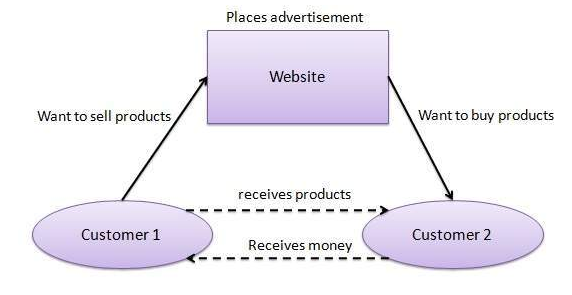 Places advertisement
Website
Want to sell products
Want to buy products
receives products
Customer 1
Customer 2
Receives money